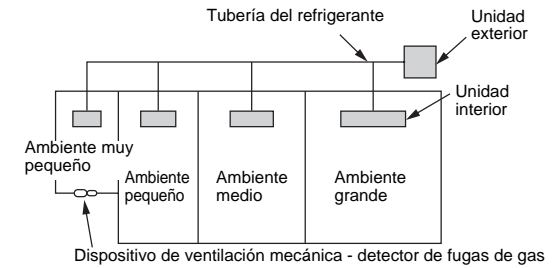 Tubería del refrigerante
Unidad
exterior
Unidad
interior
Ambiente muy
pequeño
Ambiente
pequeño
Ambiente
medio
Ambiente
grande
Dispositivo de ventilación mecánica - detector de fugas de gas